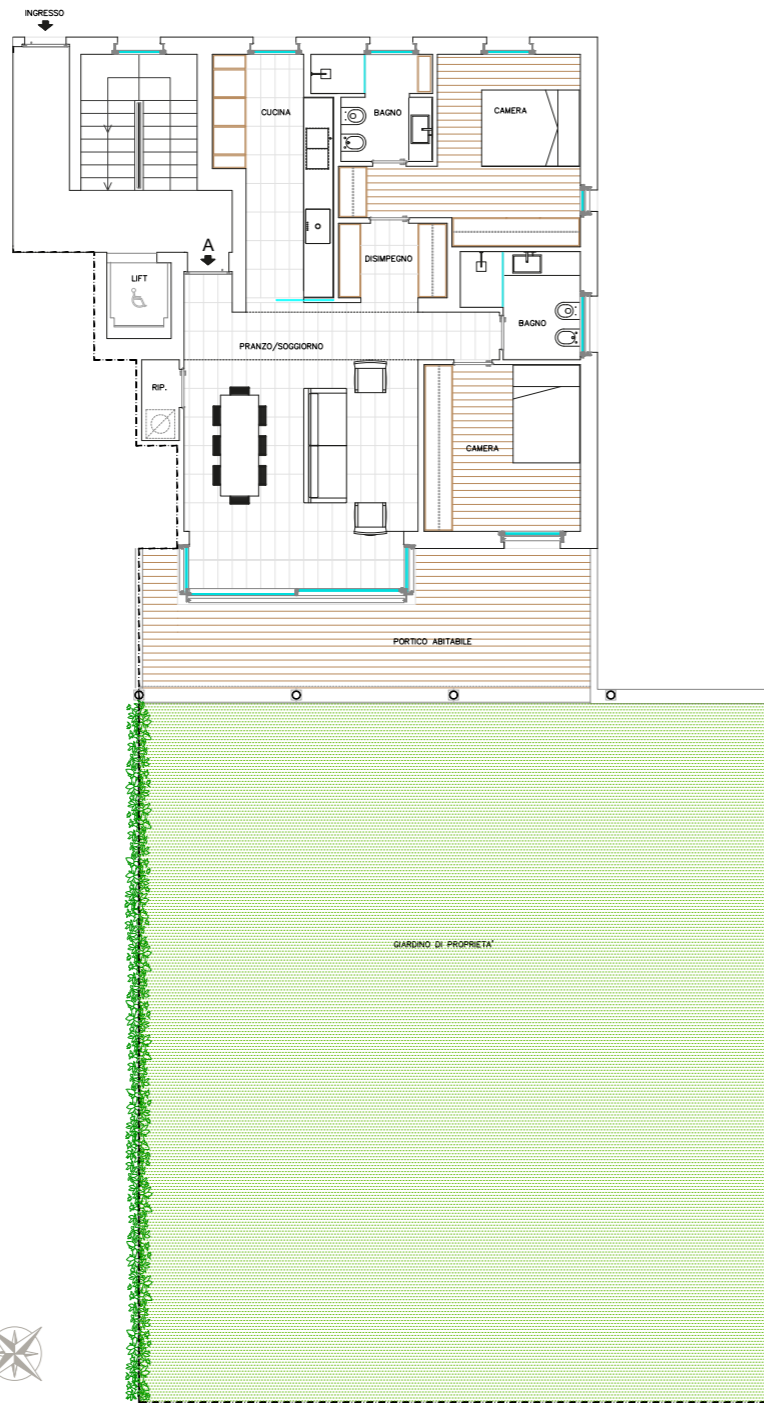 INGRESSO
CUCINA
BAGNO
CAMERA
A
DISIMPEGNO
LIFT
BAGNO
PRANZO/SOGGIORNO
RIP.
CAMERA
PORTICO ABITABILE
GIARDINO DI PROPRIETA'